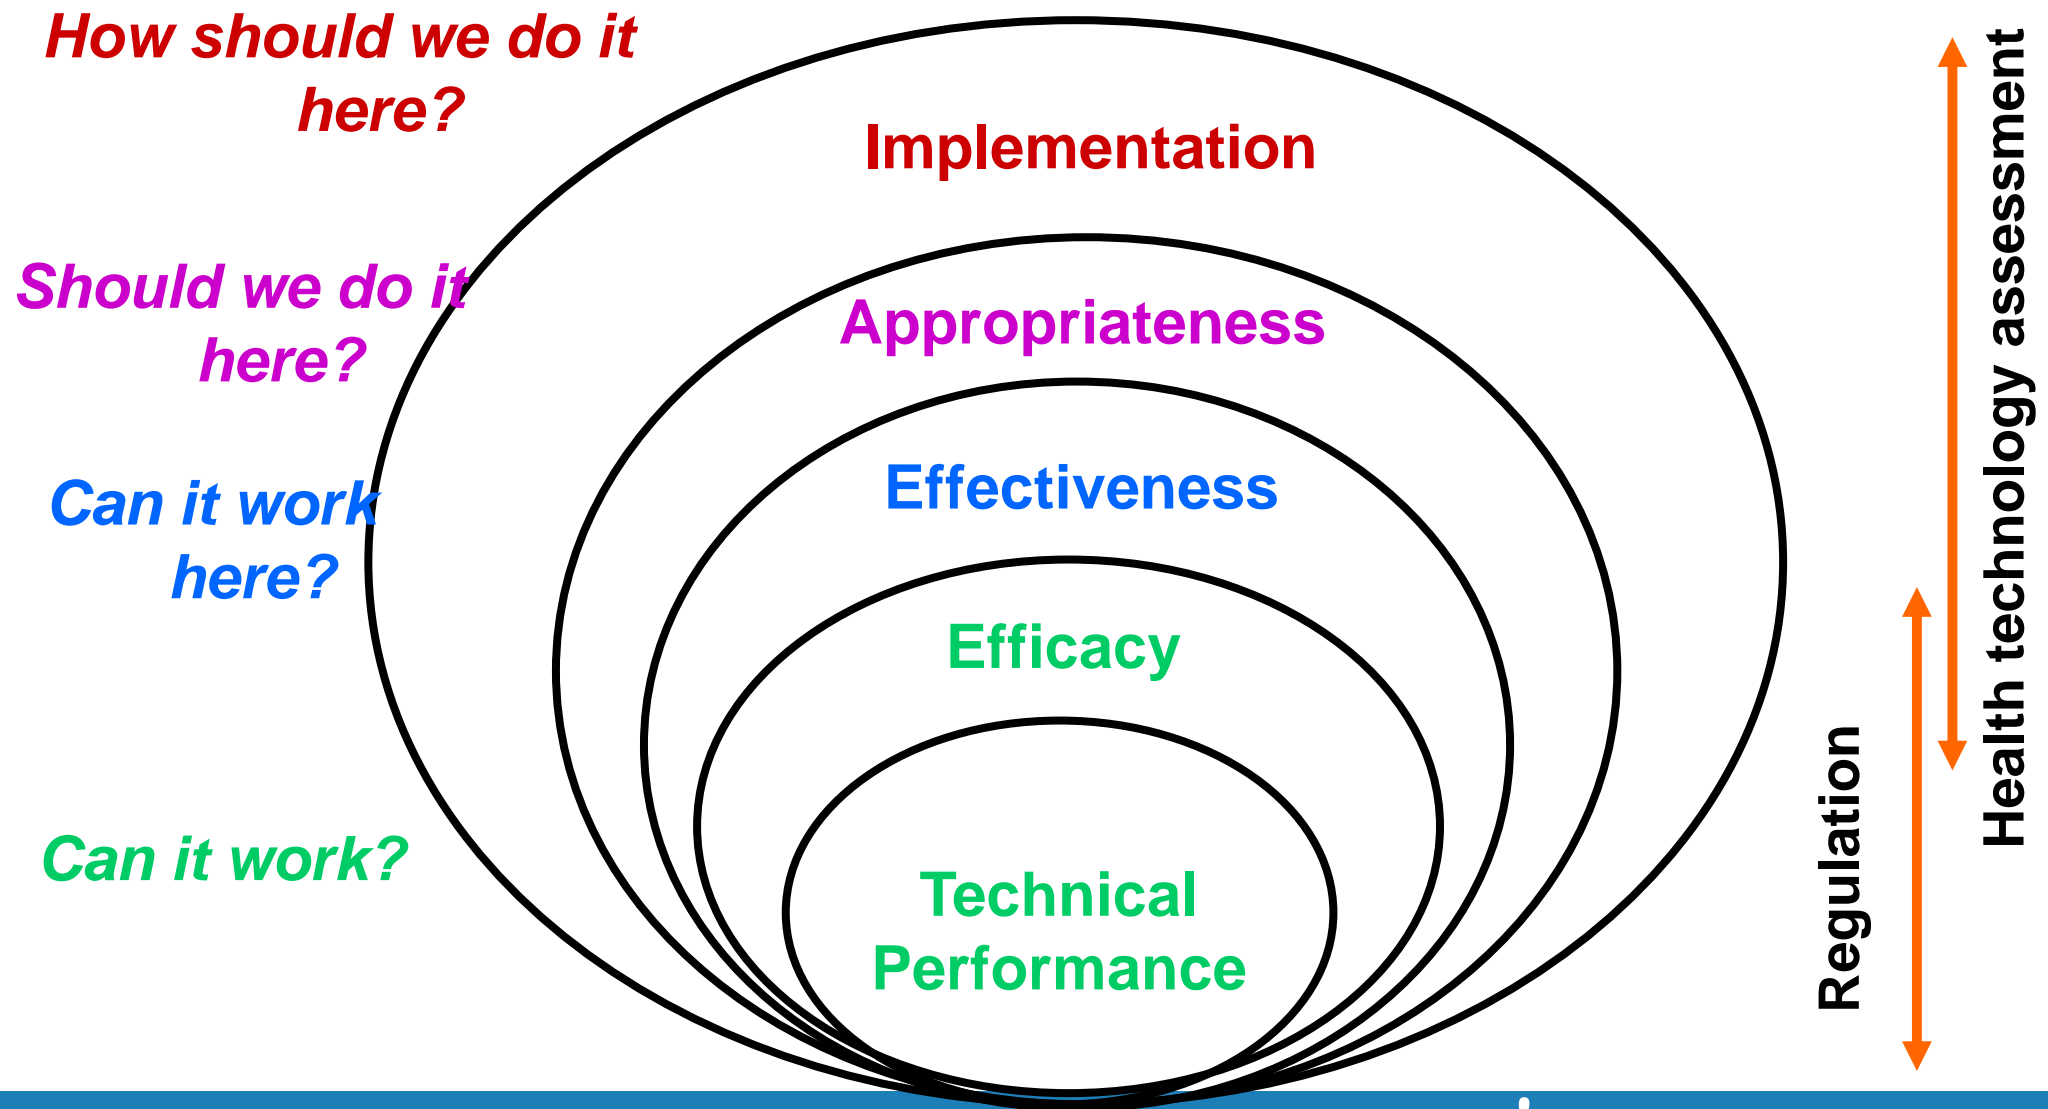 How should we do it
here?
Implementation
Should we do it
here?
Appropriateness
Can it work
here?
Effectiveness
Efficacy
Can it work?
Technical
Performance
Regulation
Health technology assessment